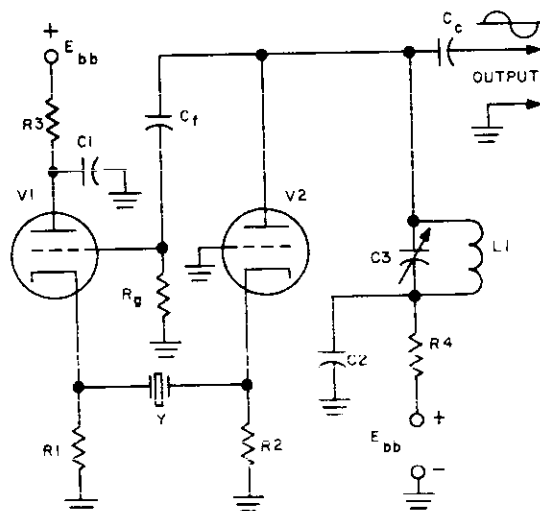 +
E bb
C c
OUTPUT
R3
C1
C f
V1
V2
R g
C3
L1
C2
R4
Y
R1
R2
E bb
+
-